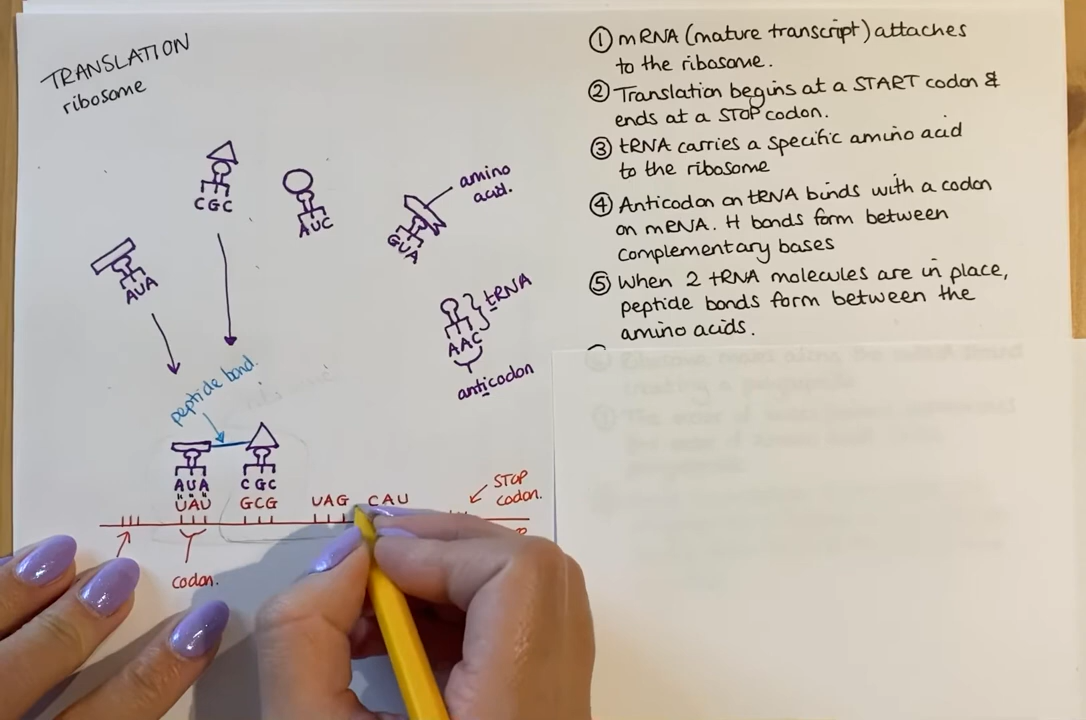 TRANSLATION
ribosome
CGC
AUC
amino
acid.
GUA
AUA
tRNA
AAC
anticodon
peptide bond.
AUA
CGC
UAU
GCG
UAG
CAU
STOP
codon.
codon.
① mRNA (mature transcript) attaches
to the ribosome.
② Translation begins at a START codon &
ends at a STOP codon.
③ tRNA carries a specific amino acid
to the ribosome
④ Anticodon on tRNA binds with a codon
on mRNA. H bonds form between
complementary bases
⑤ When 2 tRNA molecules are in place,
peptide bonds form between the
amino acids.